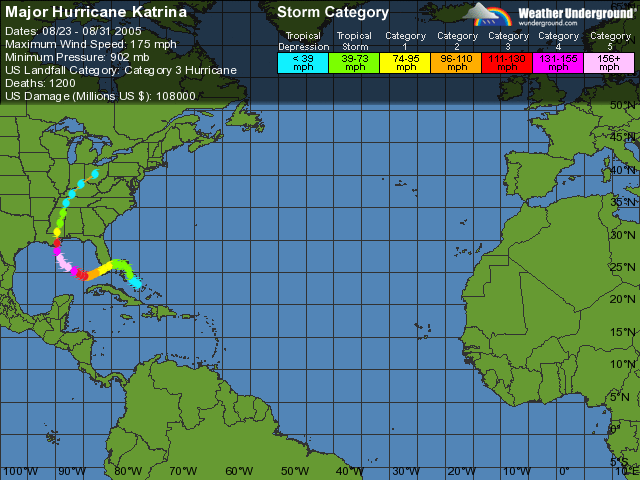 Major Hurricane Katrina
Dates: 08/23 - 08/31 2005
Maximum Wind Speed: 175 mph
Minimum Pressure: 902 mb
US Landfall Category: Category 3 Hurricane
Deaths: 1200
US Damage (Millions US $): 108000
Storm Category
Weather Underground®
wunderground.com
Tropical Depression
Tropical Storm
Category 1
Category 2
Category 3
Category 4
Category 5
< 39 mph
39-73 mph
74-95 mph
96-110 mph
111-130 mph
131-155 mph
156+ mph
50°N
45°N
40°N
35°N
30°N
25°N
20°N
15°N
10°N
5°N
0°
5°S
100°W 90°W 80°W 70°W 60°W 50°W 40°W 30°W 20°W 10°W 0° 10°E